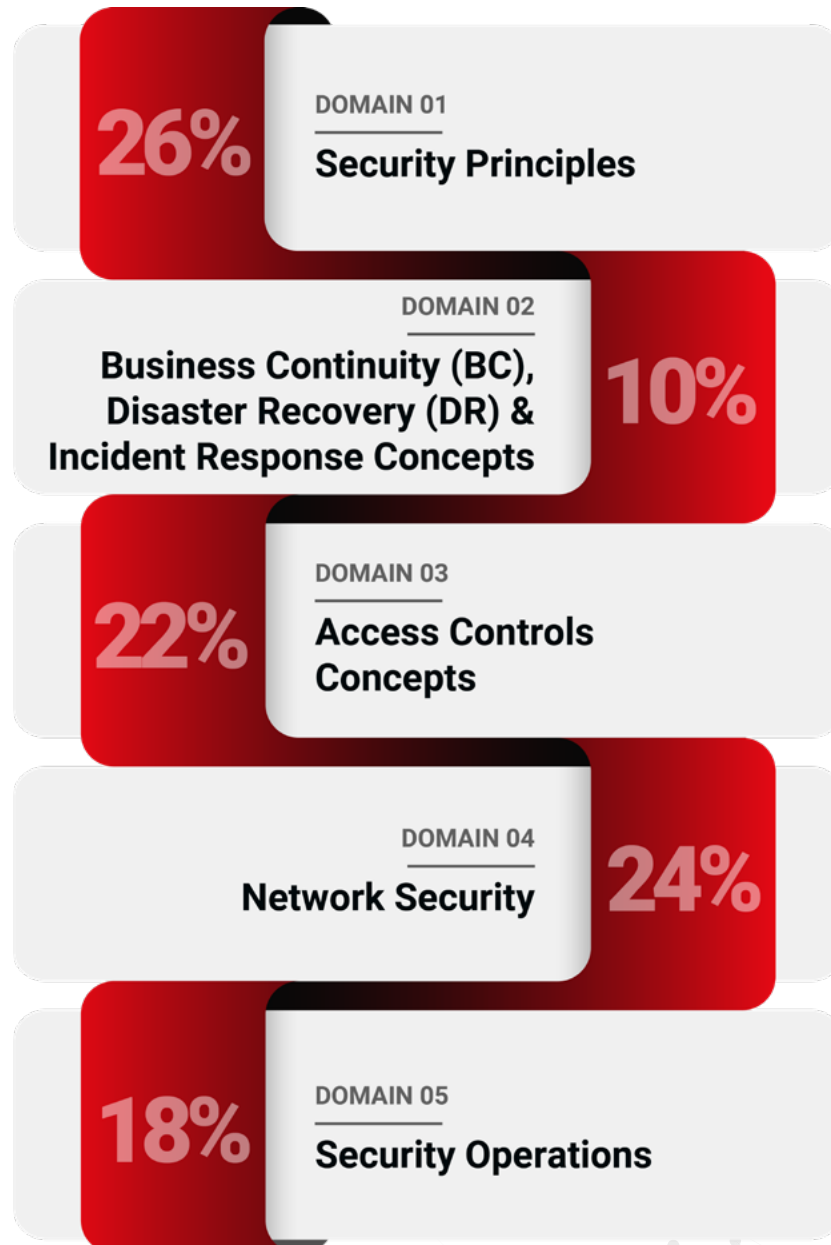 26%
DOMAIN 01
Security Principles
DOMAIN 02
Business Continuity (BC),
Disaster Recovery (DR) &
Incident Response Concepts
10%
22%
DOMAIN 03
Access Controls
Concepts
DOMAIN 04
Network Security
24%
18%
DOMAIN 05
Security Operations